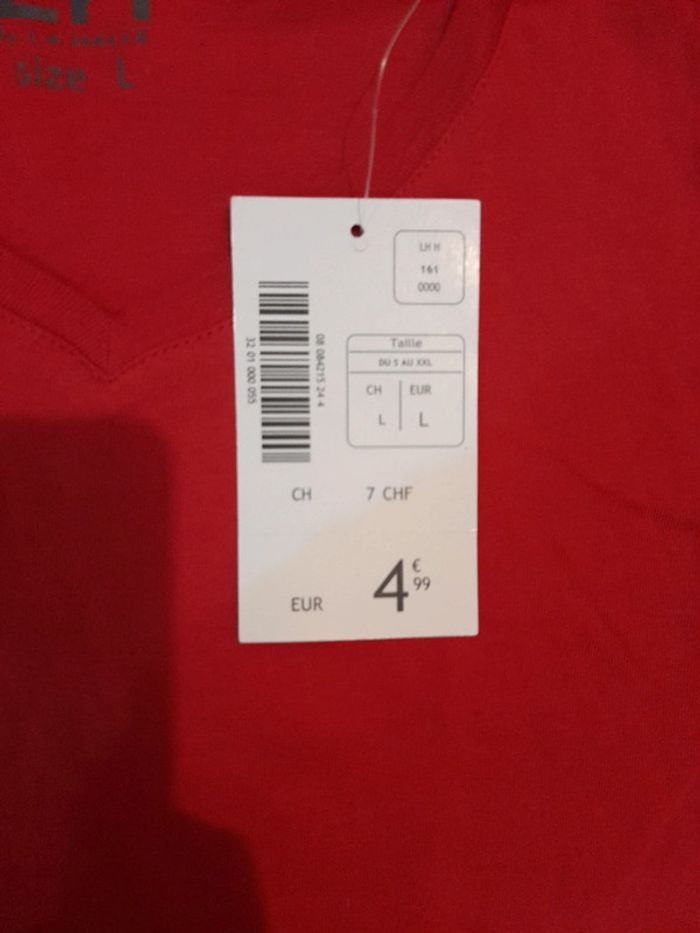 size L
LH H
161
0000
08 084215 24 4
32 01 000 055
Taille
DU S AU XXL
CH EUR
L L
CH 7 CHF
EUR 4€99